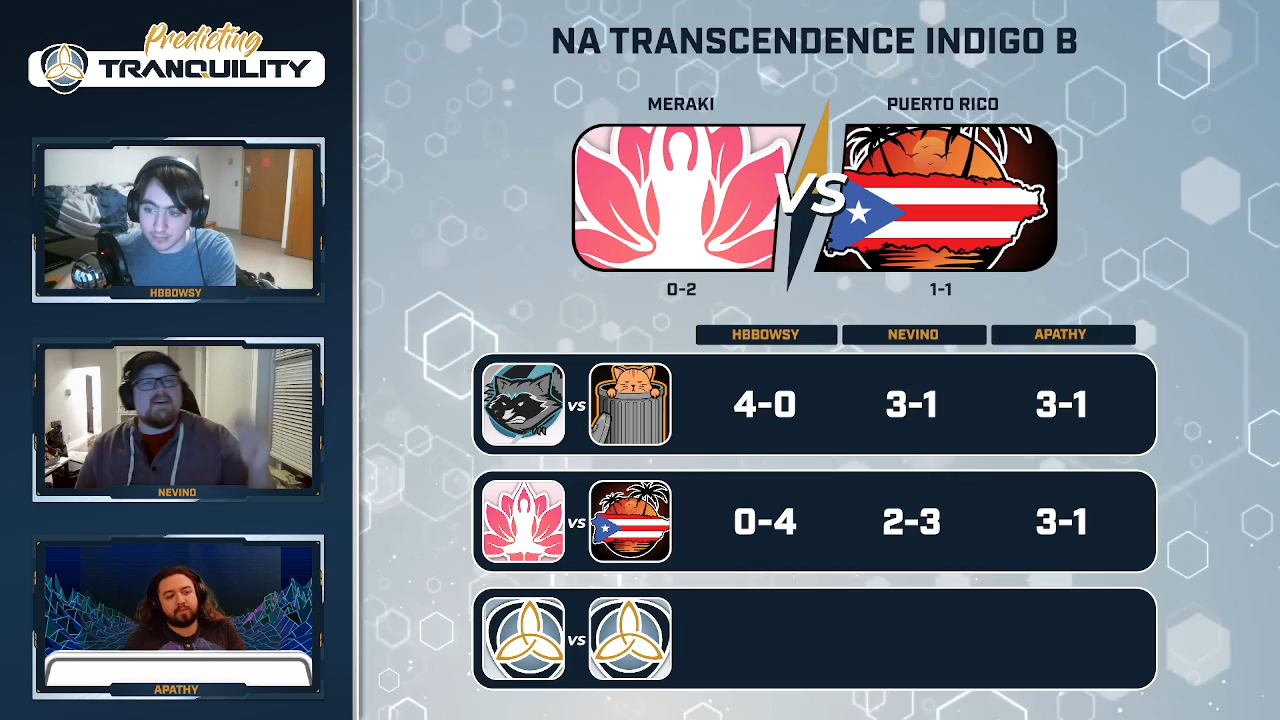 Predicting
TRANQUILITY
HBBOWSY
NEVINO
APATHY
NA TRANSCENDENCE INDIGO B
MERAKI
PUERTO RICO
VS
0-2
1-1
HBBOWSY NEVINO APATHY
VS 4-0 3-1 3-1
VS 0-4 2-3 3-1
VS